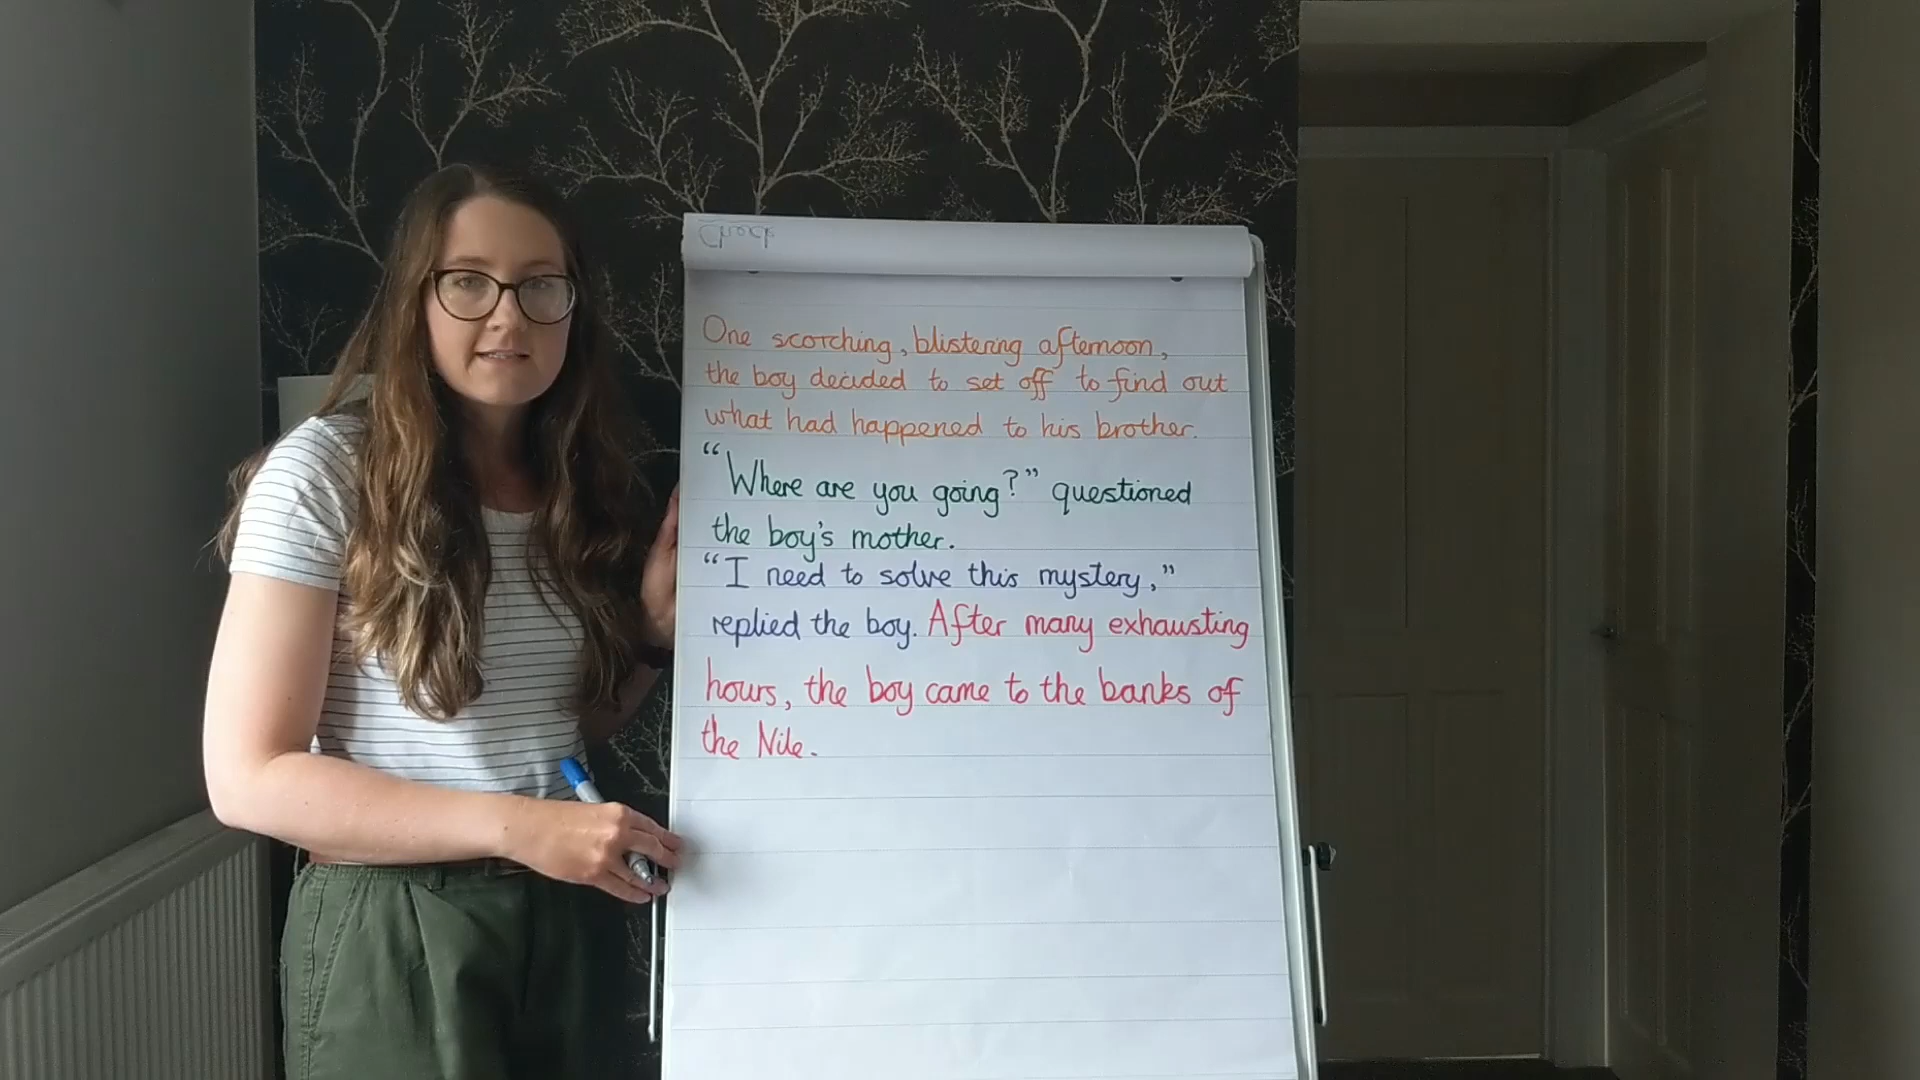 One scorching, blistering afternoon,
the boy decided to set off to find out
what had happened to his brother.
“Where are you going?” questioned
the boy's mother.
“I need to solve this mystery,”
replied the boy. After many exhausting
hours, the boy came to the banks of
the Nile.